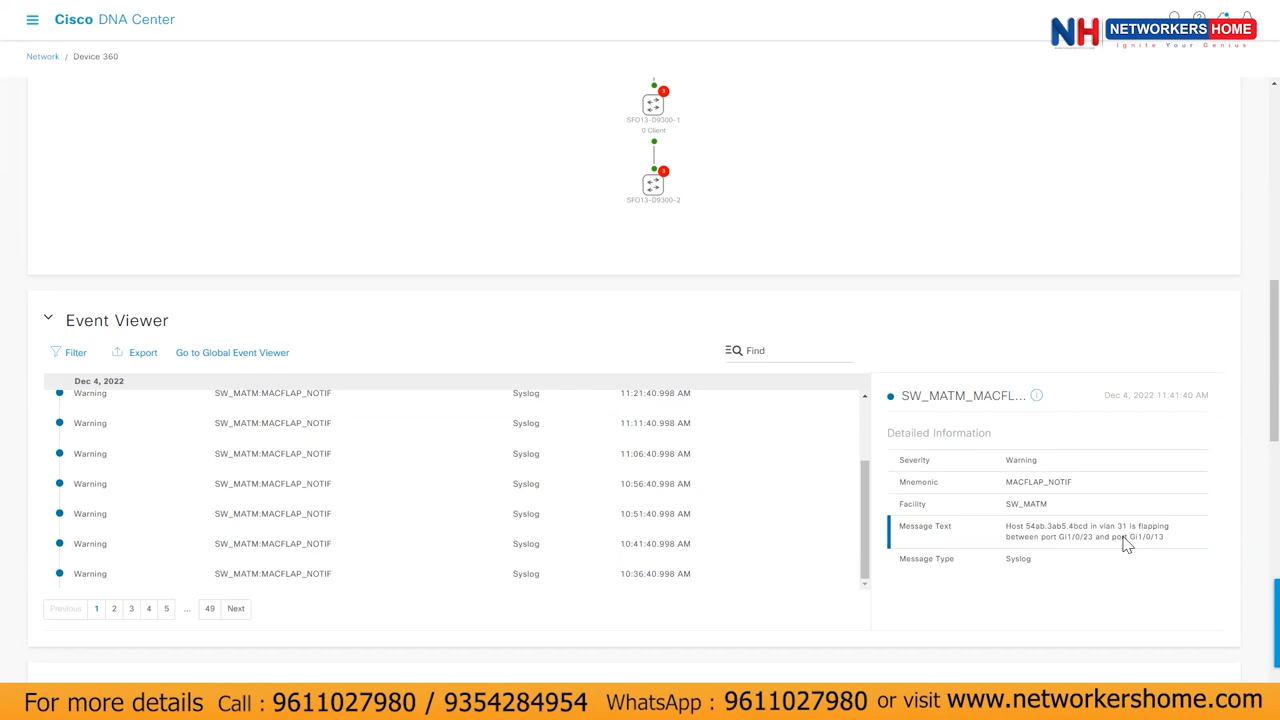 Cisco DNA Center
NH NETWORKERS HOME
Ignite Your Genius
Network / Device 360
3
SFO13-D9300-1
0 Client
3
SFO13-D9300-2
Event Viewer
Filter Export Go to Global Event Viewer Find
Dec 4, 2022
Warning SW_MATM:MACFLAP_NOTIF Syslog 11:21:40.998 AM
Warning SW_MATM:MACFLAP_NOTIF Syslog 11:11:40.998 AM
Warning SW_MATM:MACFLAP_NOTIF Syslog 11:06:40.998 AM
Warning SW_MATM:MACFLAP_NOTIF Syslog 10:56:40.998 AM
Warning SW_MATM:MACFLAP_NOTIF Syslog 10:51:40.998 AM
Warning SW_MATM:MACFLAP_NOTIF Syslog 10:41:40.998 AM
Warning SW_MATM:MACFLAP_NOTIF Syslog 10:36:40.998 AM
Previous 1 2 3 4 5 ... 49 Next
SW_MATM_MACFL... Dec 4, 2022 11:41:40 AM
Detailed Information
Severity Warning
Mnemonic MACFLAP_NOTIF
Facility SW_MATM
Message Text Host 54ab.3ab5.4bcd in vlan 31 is flapping
between port Gi1/0/23 and port Gi1/0/13
Message Type Syslog
For more details Call : 9611027980 / 9354284954 WhatsApp : 9611027980 or visit www.networkershome.com